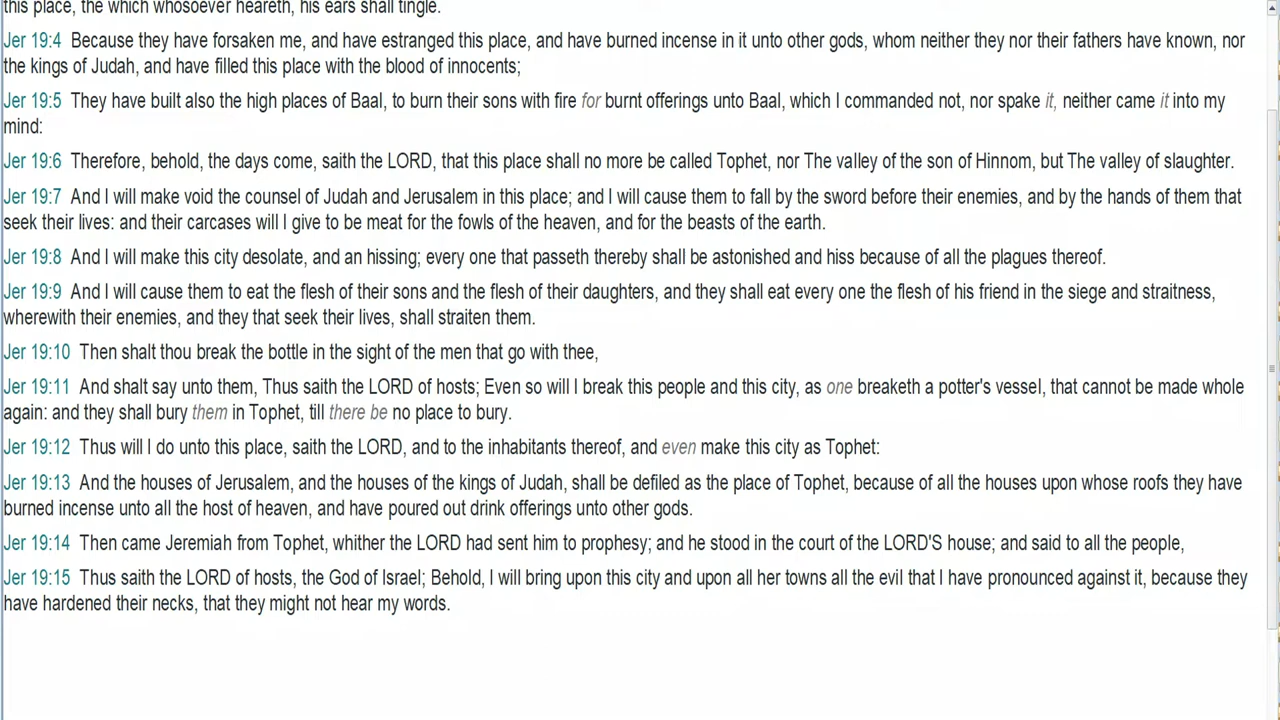 this place, the which whosoever heareth, his ears shall tingle.
Jer 19:4 Because they have forsaken me, and have estranged this place, and have burned incense in it unto other gods, whom neither they nor their fathers have known, nor
the kings of Judah, and have filled this place with the blood of innocents;
Jer 19:5 They have built also the high places of Baal, to burn their sons with fire for burnt offerings unto Baal, which I commanded not, nor spake it, neither came it into my
mind:
Jer 19:6 Therefore, behold, the days come, saith the LORD, that this place shall no more be called Tophet, nor The valley of the son of Hinnom, but The valley of slaughter.
Jer 19:7 And I will make void the counsel of Judah and Jerusalem in this place; and I will cause them to fall by the sword before their enemies, and by the hands of them that
seek their lives: and their carcases will I give to be meat for the fowls of the heaven, and for the beasts of the earth.
Jer 19:8 And I will make this city desolate, and an hissing; every one that passeth thereby shall be astonished and hiss because of all the plagues thereof.
Jer 19:9 And I will cause them to eat the flesh of their sons and the flesh of their daughters, and they shall eat every one the flesh of his friend in the siege and straitness,
wherewith their enemies, and they that seek their lives, shall straiten them.
Jer 19:10 Then shalt thou break the bottle in the sight of the men that go with thee,
Jer 19:11 And shalt say unto them, Thus saith the LORD of hosts; Even so will I break this people and this city, as one breaketh a potter's vessel, that cannot be made whole
again: and they shall bury them in Tophet, till there be no place to bury.
Jer 19:12 Thus will I do unto this place, saith the LORD, and to the inhabitants thereof, and even make this city as Tophet:
Jer 19:13 And the houses of Jerusalem, and the houses of the kings of Judah, shall be defiled as the place of Tophet, because of all the houses upon whose roofs they have
burned incense unto all the host of heaven, and have poured out drink offerings unto other gods.
Jer 19:14 Then came Jeremiah from Tophet, whither the LORD had sent him to prophesy; and he stood in the court of the LORD'S house; and said to all the people,
Jer 19:15 Thus saith the LORD of hosts, the God of Israel; Behold, I will bring upon this city and upon all her towns all the evil that I have pronounced against it, because they
have hardened their necks, that they might not hear my words.